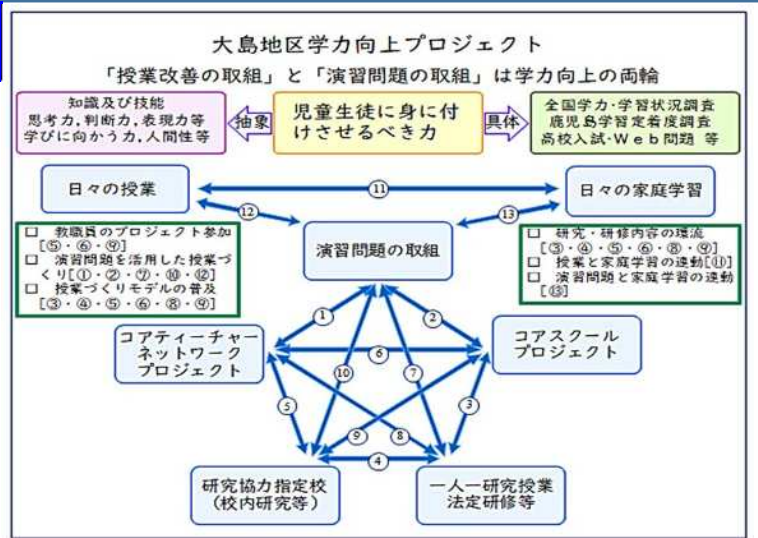 大島地区学力向上プロジェクト
「授業改善の取組」と「演習問題の取組」は学力向上の両輪
知識及び技能
思考力,判断力,表現力等
学びに向かう力,人間性等
抽象
児童生徒に身に付
けさせるべき力
具体
全国学力・学習状況調査
鹿児島学習定着度調査
高校入試・Web問題 等
日々の授業
⑪
日々の家庭学習
⑫
⑬
□ 教職員のプロジェクト参加
[⑤・⑥・⑨]
□ 演習問題を活用した授業づ
くり[①・②・⑦・⑩・⑫]
□ 授業づくりモデルの普及
[③・④・⑤・⑥・⑧・⑨]
演習問題の取組
□ 研究・研修内容の環流
[③・④・⑤・⑥・⑧・⑨]
□ 授業と家庭学習の連動[⑪]
□ 演習問題と家庭学習の連動
[⑬]
①
②
コアティーチャー
ネットワーク
プロジェクト
⑥
コアスクール
プロジェクト
⑩
⑦
⑤
③
⑨
⑧
④
研究協力指定校
(校内研究等)
一人一研究授業
法定研修等